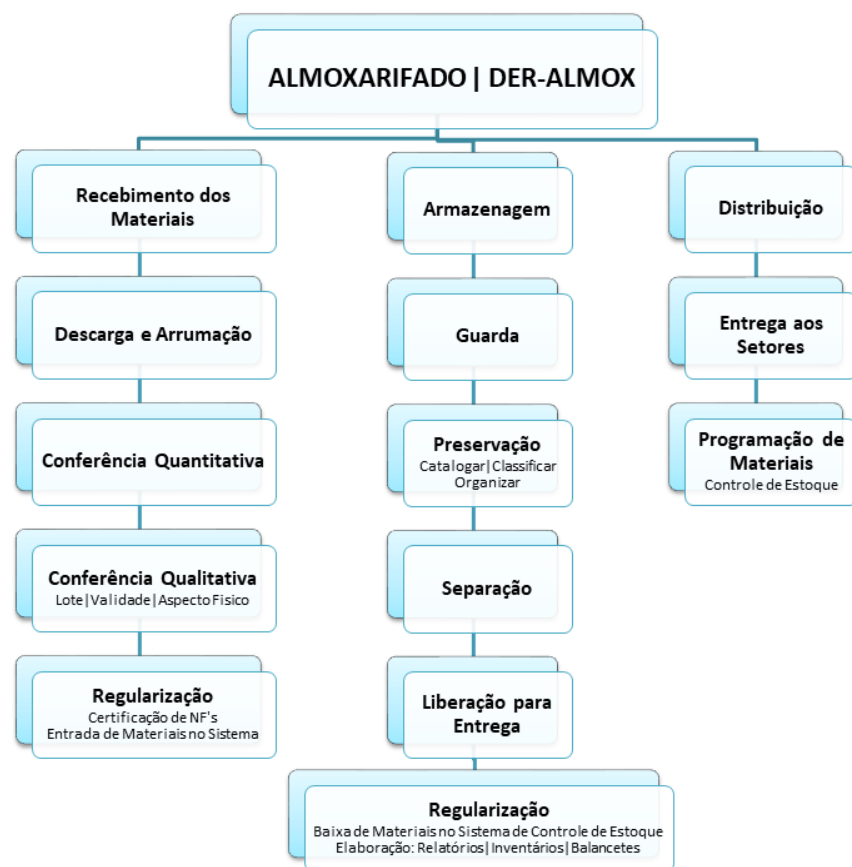 ALMOXARIFADO | DER-ALMOX
Recebimento dos
Materiais
Descarga e Arrumação
Conferência Quantitativa
Conferência Qualitativa
Lote|Validade|Aspecto Fisico
Regularização
Certificação de NF's
Entrada de Materiais no Sistema
Armazenagem
Guarda
Preservação
Catalogar|Classificar
Organizar
Separação
Liberação para
Entrega
Regularização
Baixa de Materiais no Sistema de Controle de Estoque
Elaboração: Relatórios|Inventários|Balancetes
Distribuição
Entrega aos
Setores
Programação de
Materiais
Controle de Estoque